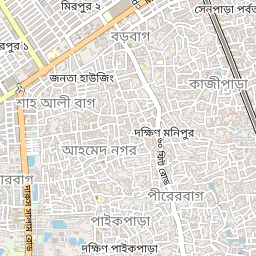 মিরপুর ২
সেনপাড়া পর্বত
বড়বাগ
রপুর ১
জনতা হাউজিং
কাজীপাড়া
শাহ আলী বাগ
দক্ষিণ মনিপুর
৬০ ফিট রোড
আহমেদ নগর
ারবাগ
পীরেরবাগ
পাইকপাড়া
দক্ষিণ পাইকপাড়া